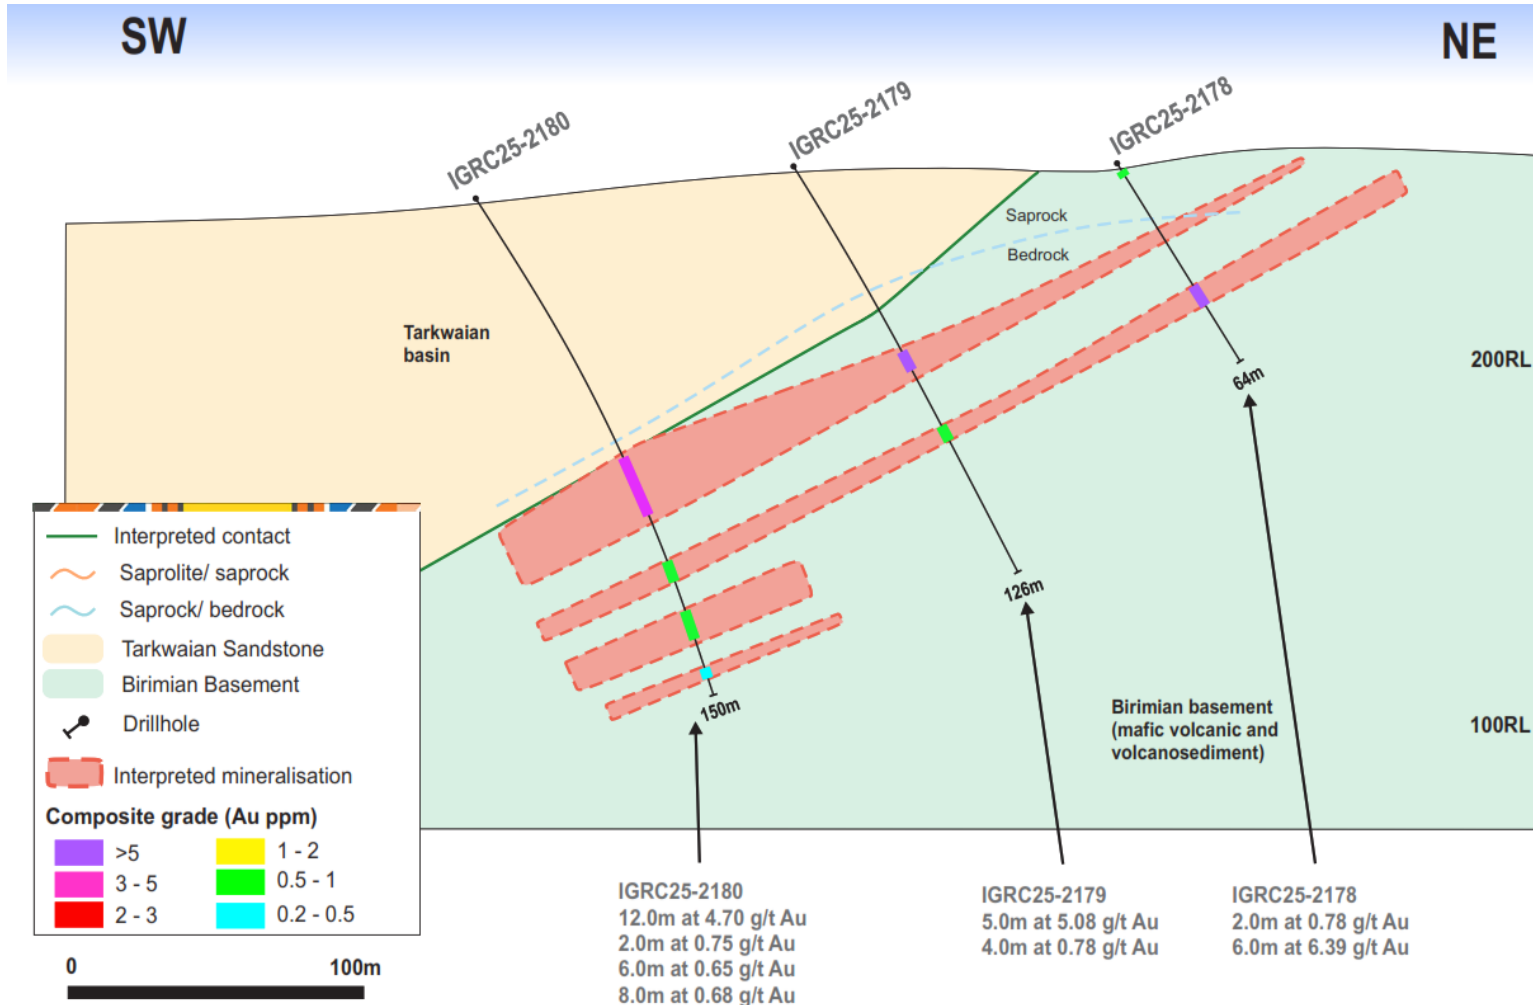 SW
NE
IGRC25-2180
IGRC25-2179
IGRC25-2178
Saprock
Bedrock
Tarkwaian
basin
200RL
64m
126m
150m
Birimian basement
(mafic volcanic and
volcanosediment)
100RL
Interpreted contact
Saprolite/ saprock
Saprock/ bedrock
Tarkwaian Sandstone
Birimian Basement
Drillhole
Interpreted mineralisation
Composite grade (Au ppm)
>5
1 - 2
3 - 5
0.5 - 1
2 - 3
0.2 - 0.5
0
100m
IGRC25-2180
12.0m at 4.70 g/t Au
2.0m at 0.75 g/t Au
6.0m at 0.65 g/t Au
8.0m at 0.68 g/t Au
IGRC25-2179
5.0m at 5.08 g/t Au
4.0m at 0.78 g/t Au
IGRC25-2178
2.0m at 0.78 g/t Au
6.0m at 6.39 g/t Au